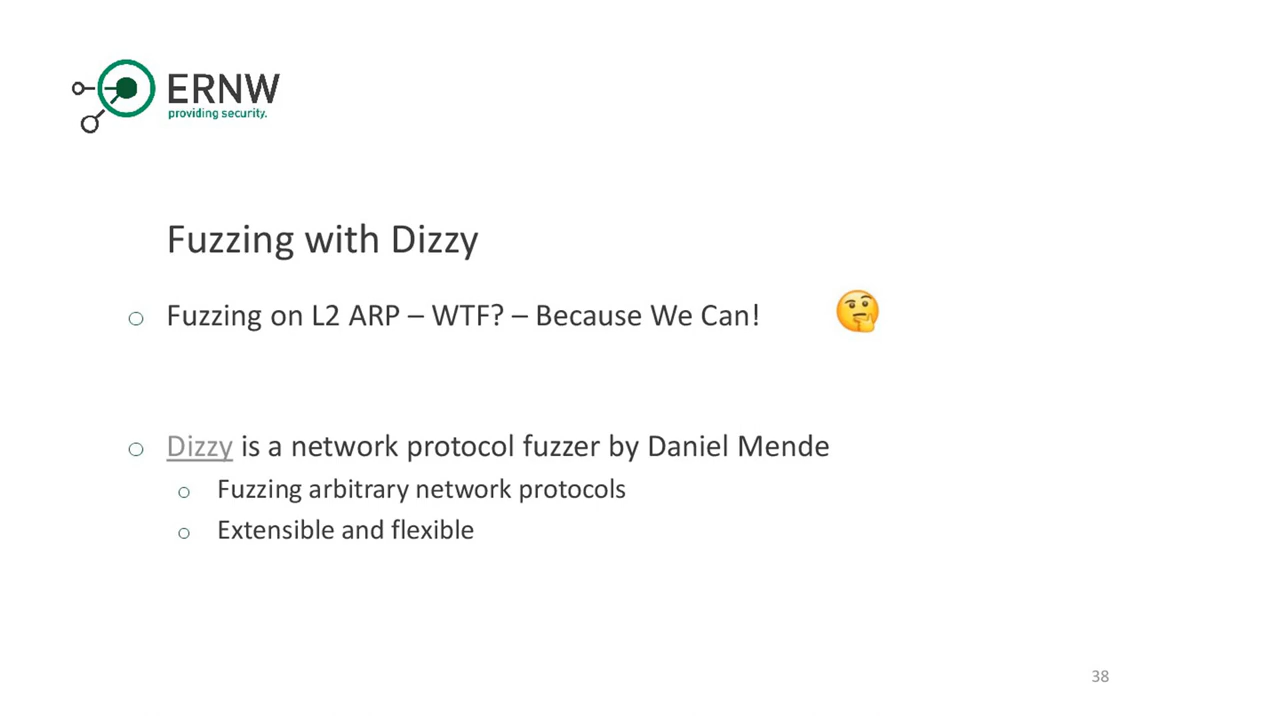 ERNW
providing security.
Fuzzing with Dizzy
Fuzzing on L2 ARP – WTF? – Because We Can! 🤔
Dizzy is a network protocol fuzzer by Daniel Mende
Fuzzing arbitrary network protocols
Extensible and flexible
38